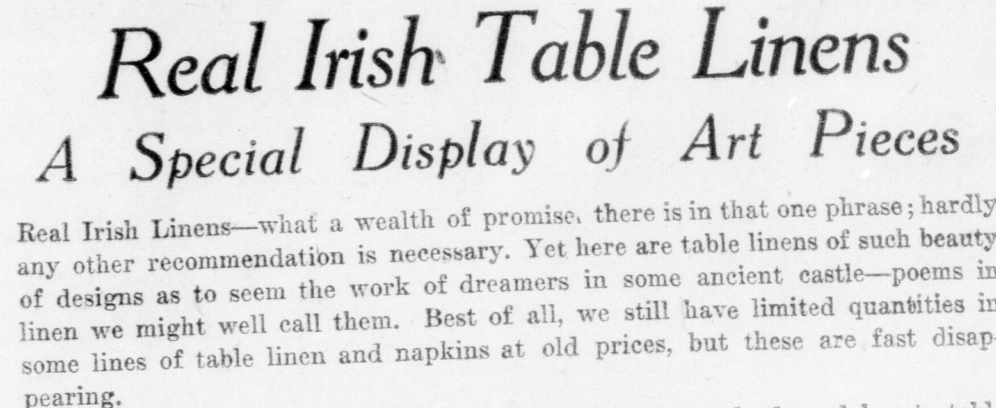 Real Irish Table Linens
A Special Display of Art Pieces
Real Irish Linens—what a wealth of promise, there is in that one phrase; hardly
any other recommendation is necessary. Yet here are table linens of such beauty
of designs as to seem the work of dreamers in some ancient castle—poems in
linen we might well call them. Best of all, we still have limited quantities in
some lines of table linen and napkins at old prices, but these are fast disap-
pearing.